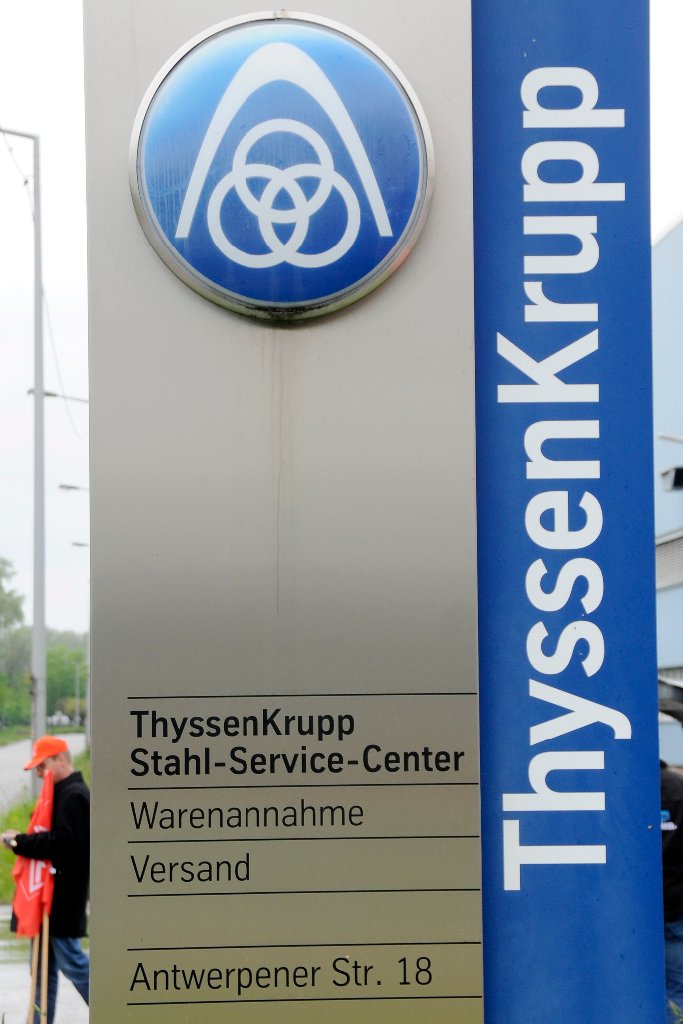 ThyssenKrupp
ThyssenKrupp
Stahl-Service-Center
Warenannahme
Versand
Antwerpener Str. 18